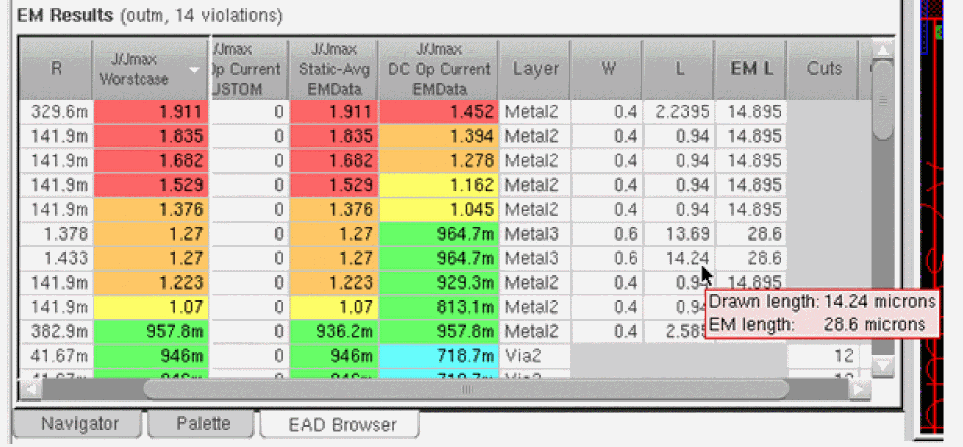 EM Results (outm, 14 violations)
R J/Jmax Worstcase J/Jmax Op Current JSTOM J/Jmax Static-Avg EMData J/Jmax DC Op Current EMData Layer W L EM L Cuts
329.6m 1.911 0 1.911 1.452 Metal2 0.4 2.2395 14.895
141.9m 1.835 0 1.835 1.394 Metal2 0.4 0.94 14.895
141.9m 1.682 0 1.682 1.278 Metal2 0.4 0.94 14.895
141.9m 1.529 0 1.529 1.162 Metal2 0.4 0.94 14.895
141.9m 1.376 0 1.376 1.045 Metal2 0.4 0.94 14.895
1.378 1.27 0 1.27 964.7m Metal3 0.6 13.69 28.6
1.433 1.27 0 1.27 964.7m Metal3 0.6 14.24 28.6
141.9m 1.223 0 1.223 929.3m Metal2 0.4 0.94 14.895
141.9m 1.07 0 1.07 813.1m Metal2 0.4 0.94
Drawn length: 14.24 microns
EM length: 28.6 microns
382.9m 957.8m 0 936.2m 957.8m Metal2 0.4 2.58
41.67m 946m 0 946m 718.7m Via2 12
Navigator Palette EAD Browser